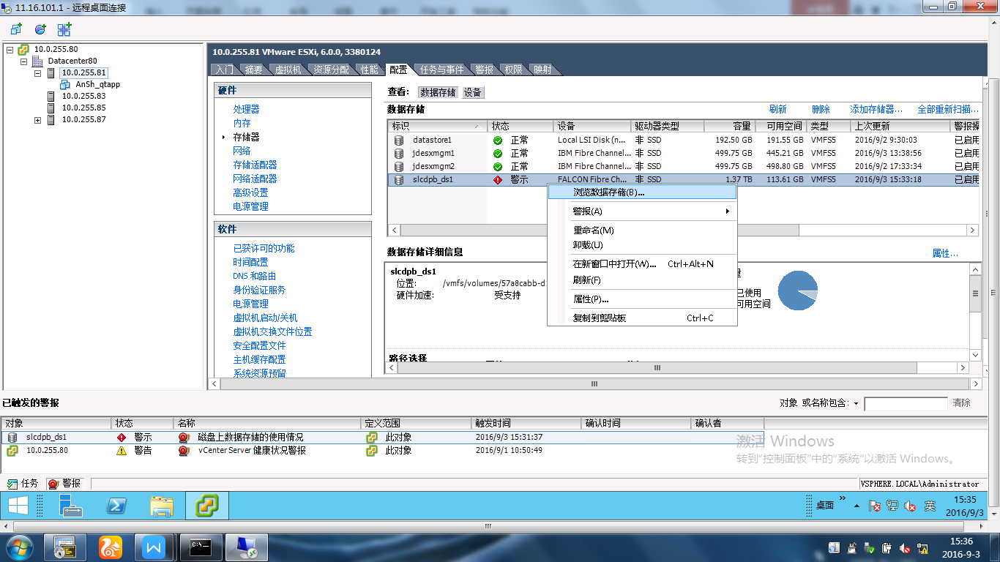 11.16.101.1 - 远程桌面连接
10.0.255.80
Datacenter80
10.0.255.81
AnSh_qtapp
10.0.255.83
10.0.255.85
10.0.255.87
10.0.255.81 VMware ESXi, 6.0.0, 3380124
入门 摘要 虚拟机 资源分配 性能 配置 任务与事件 警报 权限 映射
硬件
处理器
内存
存储器
网络
存储适配器
网络适配器
高级设置
电源管理
软件
已获许可的功能
时间配置
DNS 和路由
身份验证服务
电源管理
虚拟机启动/关机
虚拟机交换文件位置
安全配置文件
主机缓存配置
系统资源预留
查看: 数据存储 设备
数据存储 刷新 删除 添加存储器... 全部重新扫描...
标识 状态 设备 驱动器类型 容量 可用空间 类型 上次更新 警报操
datastore1 正常 Local LSI Disk (n... 非 SSD 192.50 GB 191.55 GB VMFS5 2016/9/2 9:30:03 已启用
jdesxmgm1 正常 IBM Fibre Channel... 非 SSD 499.75 GB 445.21 GB VMFS5 2016/9/3 13:38:56 已启用
jdesxmgm2 正常 IBM Fibre Channel... 非 SSD 499.75 GB 498.80 GB VMFS5 2016/9/2 17:33:34 已启用
slcdpb_ds1 警示 FALCON Fibre Ch... 非 SSD 1.37 TB 113.61 GB VMFS5 2016/9/3 15:33:18 已启用
浏览数据存储(B)...
警报(A)
重命名(M)
卸载(U)
在新窗口中打开(W)... Ctrl+Alt+N
刷新(F)
属性(P)...
复制到剪贴板 Ctrl+C
数据存储详细信息 属性...
slcdpb_ds1
位置: /vmfs/volumes/57a8cabb-d
硬件加速: 受支持
已使用
可用空间
路径选择
已触发的警报 对象 或名称包含: 清除
对象 状态 名称 定义范围 触发时间 确认时间 确认者
slcdpb_ds1 警示 磁盘上数据存储的使用情况 此对象 2016/9/3 15:31:37
10.0.255.80 警告 vCenter Server 健康状况警报 此对象 2016/9/1 10:50:49
激活 Windows
转到"控制面板"中的"系统"以激活 Windows。
任务 警报 VSPHERE.LOCAL\Administrator
桌面 英 15:35
2016/9/3
15:36
2016-9-3